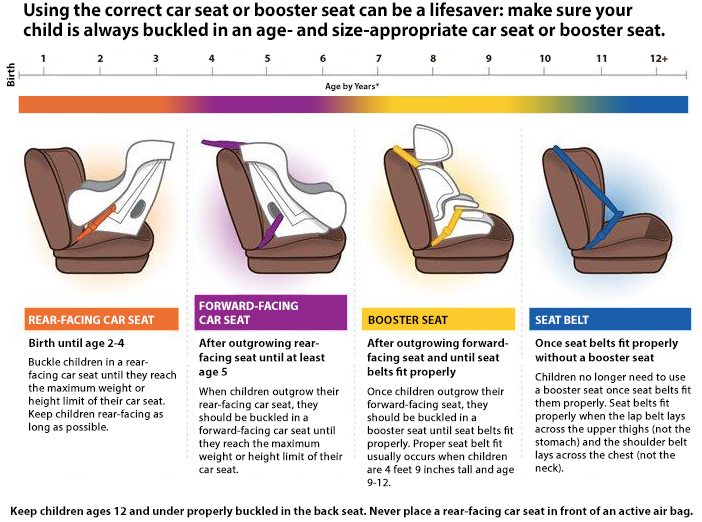 Using the correct car seat or booster seat can be a lifesaver: make sure your
child is always buckled in an age- and size-appropriate car seat or booster seat.
Birth
1 2 3 4 5 6 7 8 9 10 11 12+
Age by Years*
REAR-FACING CAR SEAT
Birth until age 2-4
Buckle children in a rear-
facing car seat until they reach
the maximum weight or
height limit of their car seat.
Keep children rear-facing as
long as possible.
FORWARD-FACING
CAR SEAT
After outgrowing rear-
facing seat until at least
age 5
When children outgrow their
rear-facing car seat, they
should be buckled in a
forward-facing car seat until
they reach the maximum
weight or height limit of their
car seat.
BOOSTER SEAT
After outgrowing forward-
facing seat and until seat
belts fit properly
Once children outgrow their
forward-facing seat, they
should be buckled in a
booster seat until seat belts fit
properly. Proper seat belt fit
usually occurs when children
are 4 feet 9 inches tall and age
9-12.
SEAT BELT
Once seat belts fit properly
without a booster seat
Children no longer need to use
a booster seat once seat belts fit
them properly. Seat belts fit
properly when the lap belt lays
across the upper thighs (not the
stomach) and the shoulder belt
lays across the chest (not the
neck).
Keep children ages 12 and under properly buckled in the back seat. Never place a rear-facing car seat in front of an active air bag.